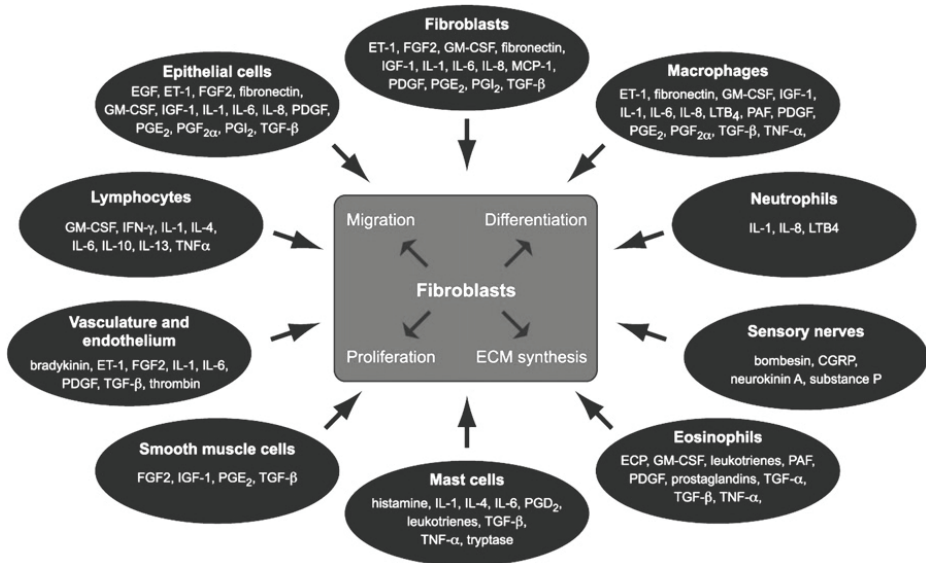 Fibroblasts
ET-1, FGF2, GM-CSF, fibronectin,
IGF-1, IL-1, IL-6, IL-8, MCP-1,
PDGF, PGE₂, PGI₂, TGF-β
Epithelial cells
EGF, ET-1, FGF2, fibronectin,
GM-CSF, IGF-1, IL-1, IL-6, IL-8, PDGF,
PGE₂, PGF₂α, PGI₂, TGF-β
Macrophages
ET-1, fibronectin, GM-CSF, IGF-1,
IL-1, IL-6, IL-8, LTB₄, PAF, PDGF,
PGE₂, PGF₂α, TGF-β, TNF-α,
Lymphocytes
GM-CSF, IFN-γ, IL-1, IL-4,
IL-6, IL-10, IL-13, TNFα
Neutrophils
IL-1, IL-8, LTB4
Migration
Differentiation
Fibroblasts
Proliferation
ECM synthesis
Vasculature and
endothelium
bradykinin, ET-1, FGF2, IL-1, IL-6,
PDGF, TGF-β, thrombin
Sensory nerves
bombesin, CGRP,
neurokinin A, substance P
Smooth muscle cells
FGF2, IGF-1, PGE₂, TGF-β
Mast cells
histamine, IL-1, IL-4, IL-6, PGD₂,
leukotrienes, TGF-β,
TNF-α, tryptase
Eosinophils
ECP, GM-CSF, leukotrienes, PAF,
PDGF, prostaglandins, TGF-α,
TGF-β, TNF-α,